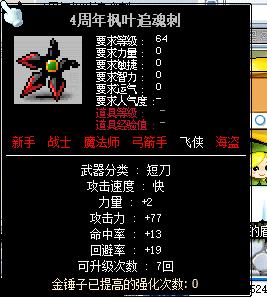 4周年枫叶追魂刺
要求等级: 64
要求力量: -
要求敏捷: -
要求智力: -
要求运气: -
要求人气度: -
道具等级: -
道具经验值: -
新手 战士 魔法师 弓箭手 飞侠 海盗
武器分类 : 短刀
攻击速度 : 快
力量 : +2
攻击力 : +77
命中率 : +13
回避率 : +19
可升级次数 : 7回
金锤子已提高的强化次数: 0
524